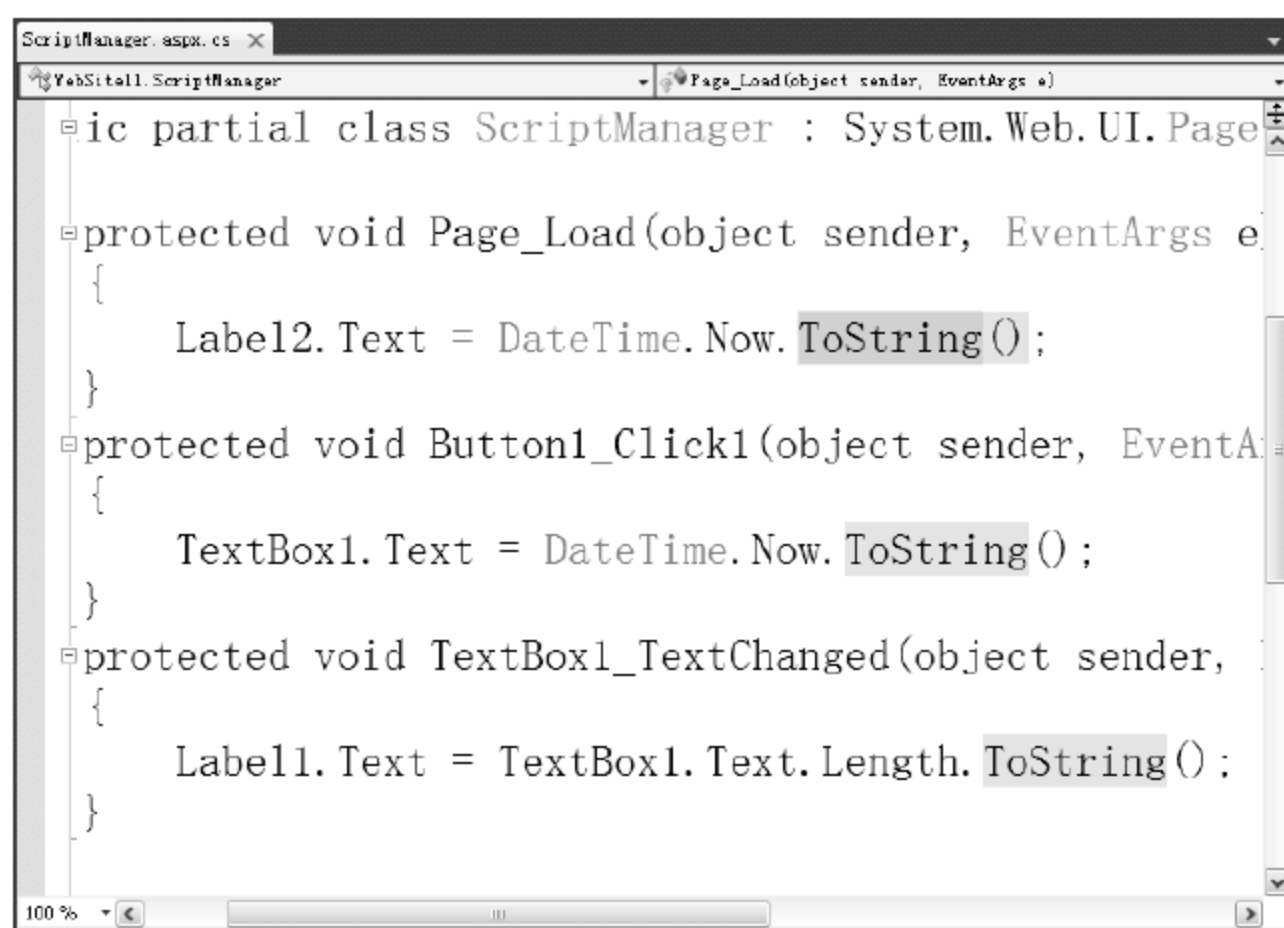 ScriptManager.aspx.cs
WebSite11.ScriptManager
Page_Load(object sender, EventArgs e)
ic partial class ScriptManager : System.Web.UI.Page
protected void Page_Load(object sender, EventArgs e
{
Label2.Text = DateTime.Now.ToString();
}
protected void Button1_Click1(object sender, EventA
{
TextBox1.Text = DateTime.Now.ToString();
}
protected void TextBox1_TextChanged(object sender,
{
Label1.Text = TextBox1.Text.Length.ToString();
}
100 %